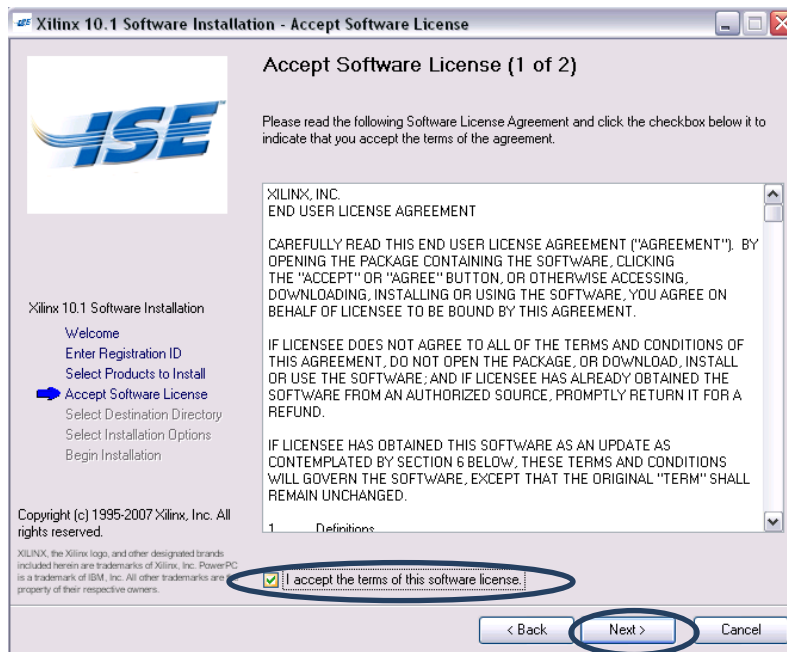 Xilinx 10.1 Software Installation - Accept Software License
ISE
Accept Software License (1 of 2)
Please read the following Software License Agreement and click the checkbox below it to
indicate that you accept the terms of the agreement.
XILINX, INC.
END USER LICENSE AGREEMENT
CAREFULLY READ THIS END USER LICENSE AGREEMENT ("AGREEMENT"). BY
OPENING THE PACKAGE CONTAINING THE SOFTWARE, CLICKING
THE "ACCEPT" OR "AGREE" BUTTON, OR OTHERWISE ACCESSING,
DOWNLOADING, INSTALLING OR USING THE SOFTWARE, YOU AGREE ON
BEHALF OF LICENSEE TO BE BOUND BY THIS AGREEMENT.
IF LICENSEE DOES NOT AGREE TO ALL OF THE TERMS AND CONDITIONS OF
THIS AGREEMENT, DO NOT OPEN THE PACKAGE, OR DOWNLOAD, INSTALL
OR USE THE SOFTWARE; AND IF LICENSEE HAS ALREADY OBTAINED THE
SOFTWARE FROM AN AUTHORIZED SOURCE, PROMPTLY RETURN IT FOR A
REFUND.
IF LICENSEE HAS OBTAINED THIS SOFTWARE AS AN UPDATE AS
CONTEMPLATED BY SECTION 6 BELOW, THESE TERMS AND CONDITIONS
WILL GOVERN THE SOFTWARE, EXCEPT THAT THE ORIGINAL "TERM" SHALL
REMAIN UNCHANGED.
1. Definitions
Xilinx 10.1 Software Installation
Welcome
Enter Registration ID
Select Products to Install
Accept Software License
Select Destination Directory
Select Installation Options
Begin Installation
Copyright (c) 1995-2007 Xilinx, Inc. All
rights reserved.
XILINX, the Xilinx logo, and other designated brands
included herein are trademarks of Xilinx, Inc. PowerPC
is a trademark of IBM, Inc. All other trademarks are
property of their respective owners.
I accept the terms of this software license.
< Back
Next >
Cancel